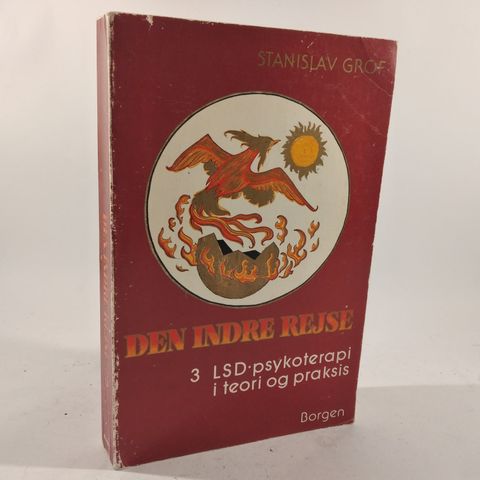 STANISLAV GROF
DEN INDRE REJSE
3 LSD-psykoterapi
i teori og praksis
Borgen